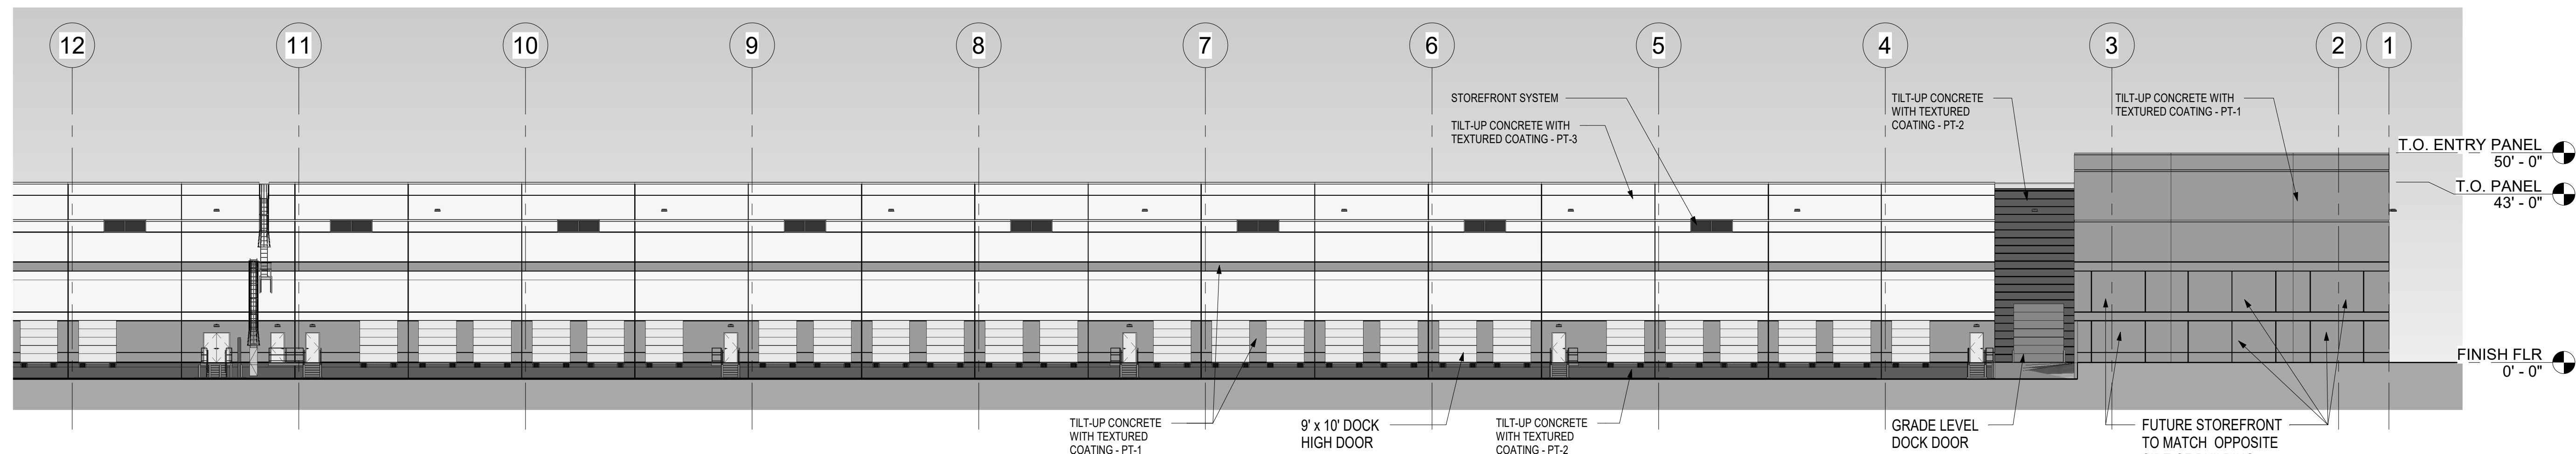 12
11
10
9
8
7
6
5
4
3
2
1
STOREFRONT SYSTEM
TILT-UP CONCRETE WITH
TEXTURED COATING - PT-3
TILT-UP CONCRETE
WITH TEXTURED
COATING - PT-2
TILT-UP CONCRETE WITH
TEXTURED COATING - PT-1
T.O. ENTRY PANEL
50' - 0"
T.O. PANEL
43' - 0"
FINISH FLR
0' - 0"
TILT-UP CONCRETE
WITH TEXTURED
COATING - PT-1
9' x 10' DOCK
HIGH DOOR
TILT-UP CONCRETE
WITH TEXTURED
COATING - PT-2
GRADE LEVEL
DOCK DOOR
FUTURE STOREFRONT
TO MATCH OPPOSITE